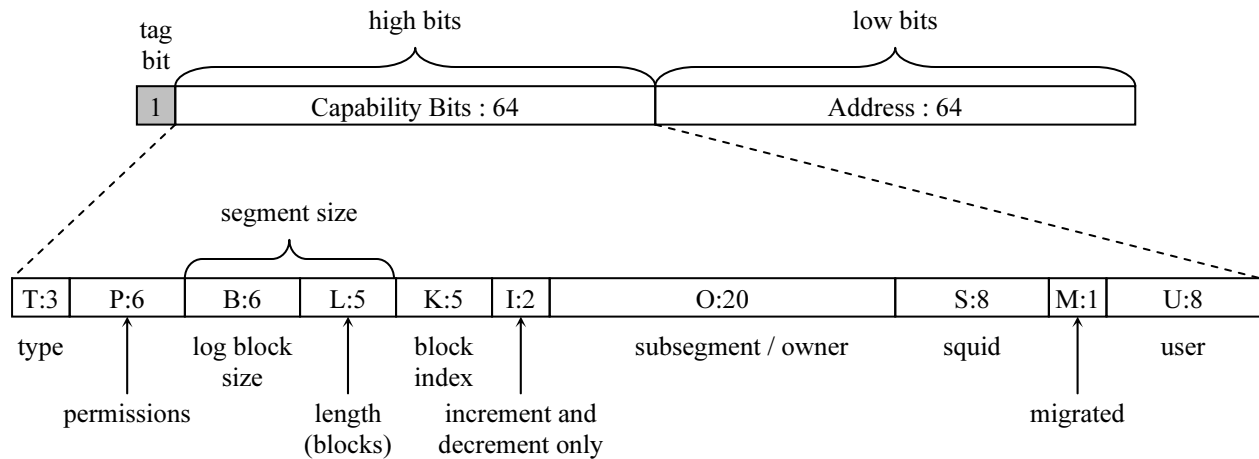 tag
bit
high bits
low bits
1
Capability Bits : 64
Address : 64
segment size
T:3
P:6
B:6
L:5
K:5
I:2
O:20
S:8
M:1
U:8
type
log block
size
block
index
subsegment / owner
squid
user
permissions
length
(blocks)
increment and
decrement only
migrated